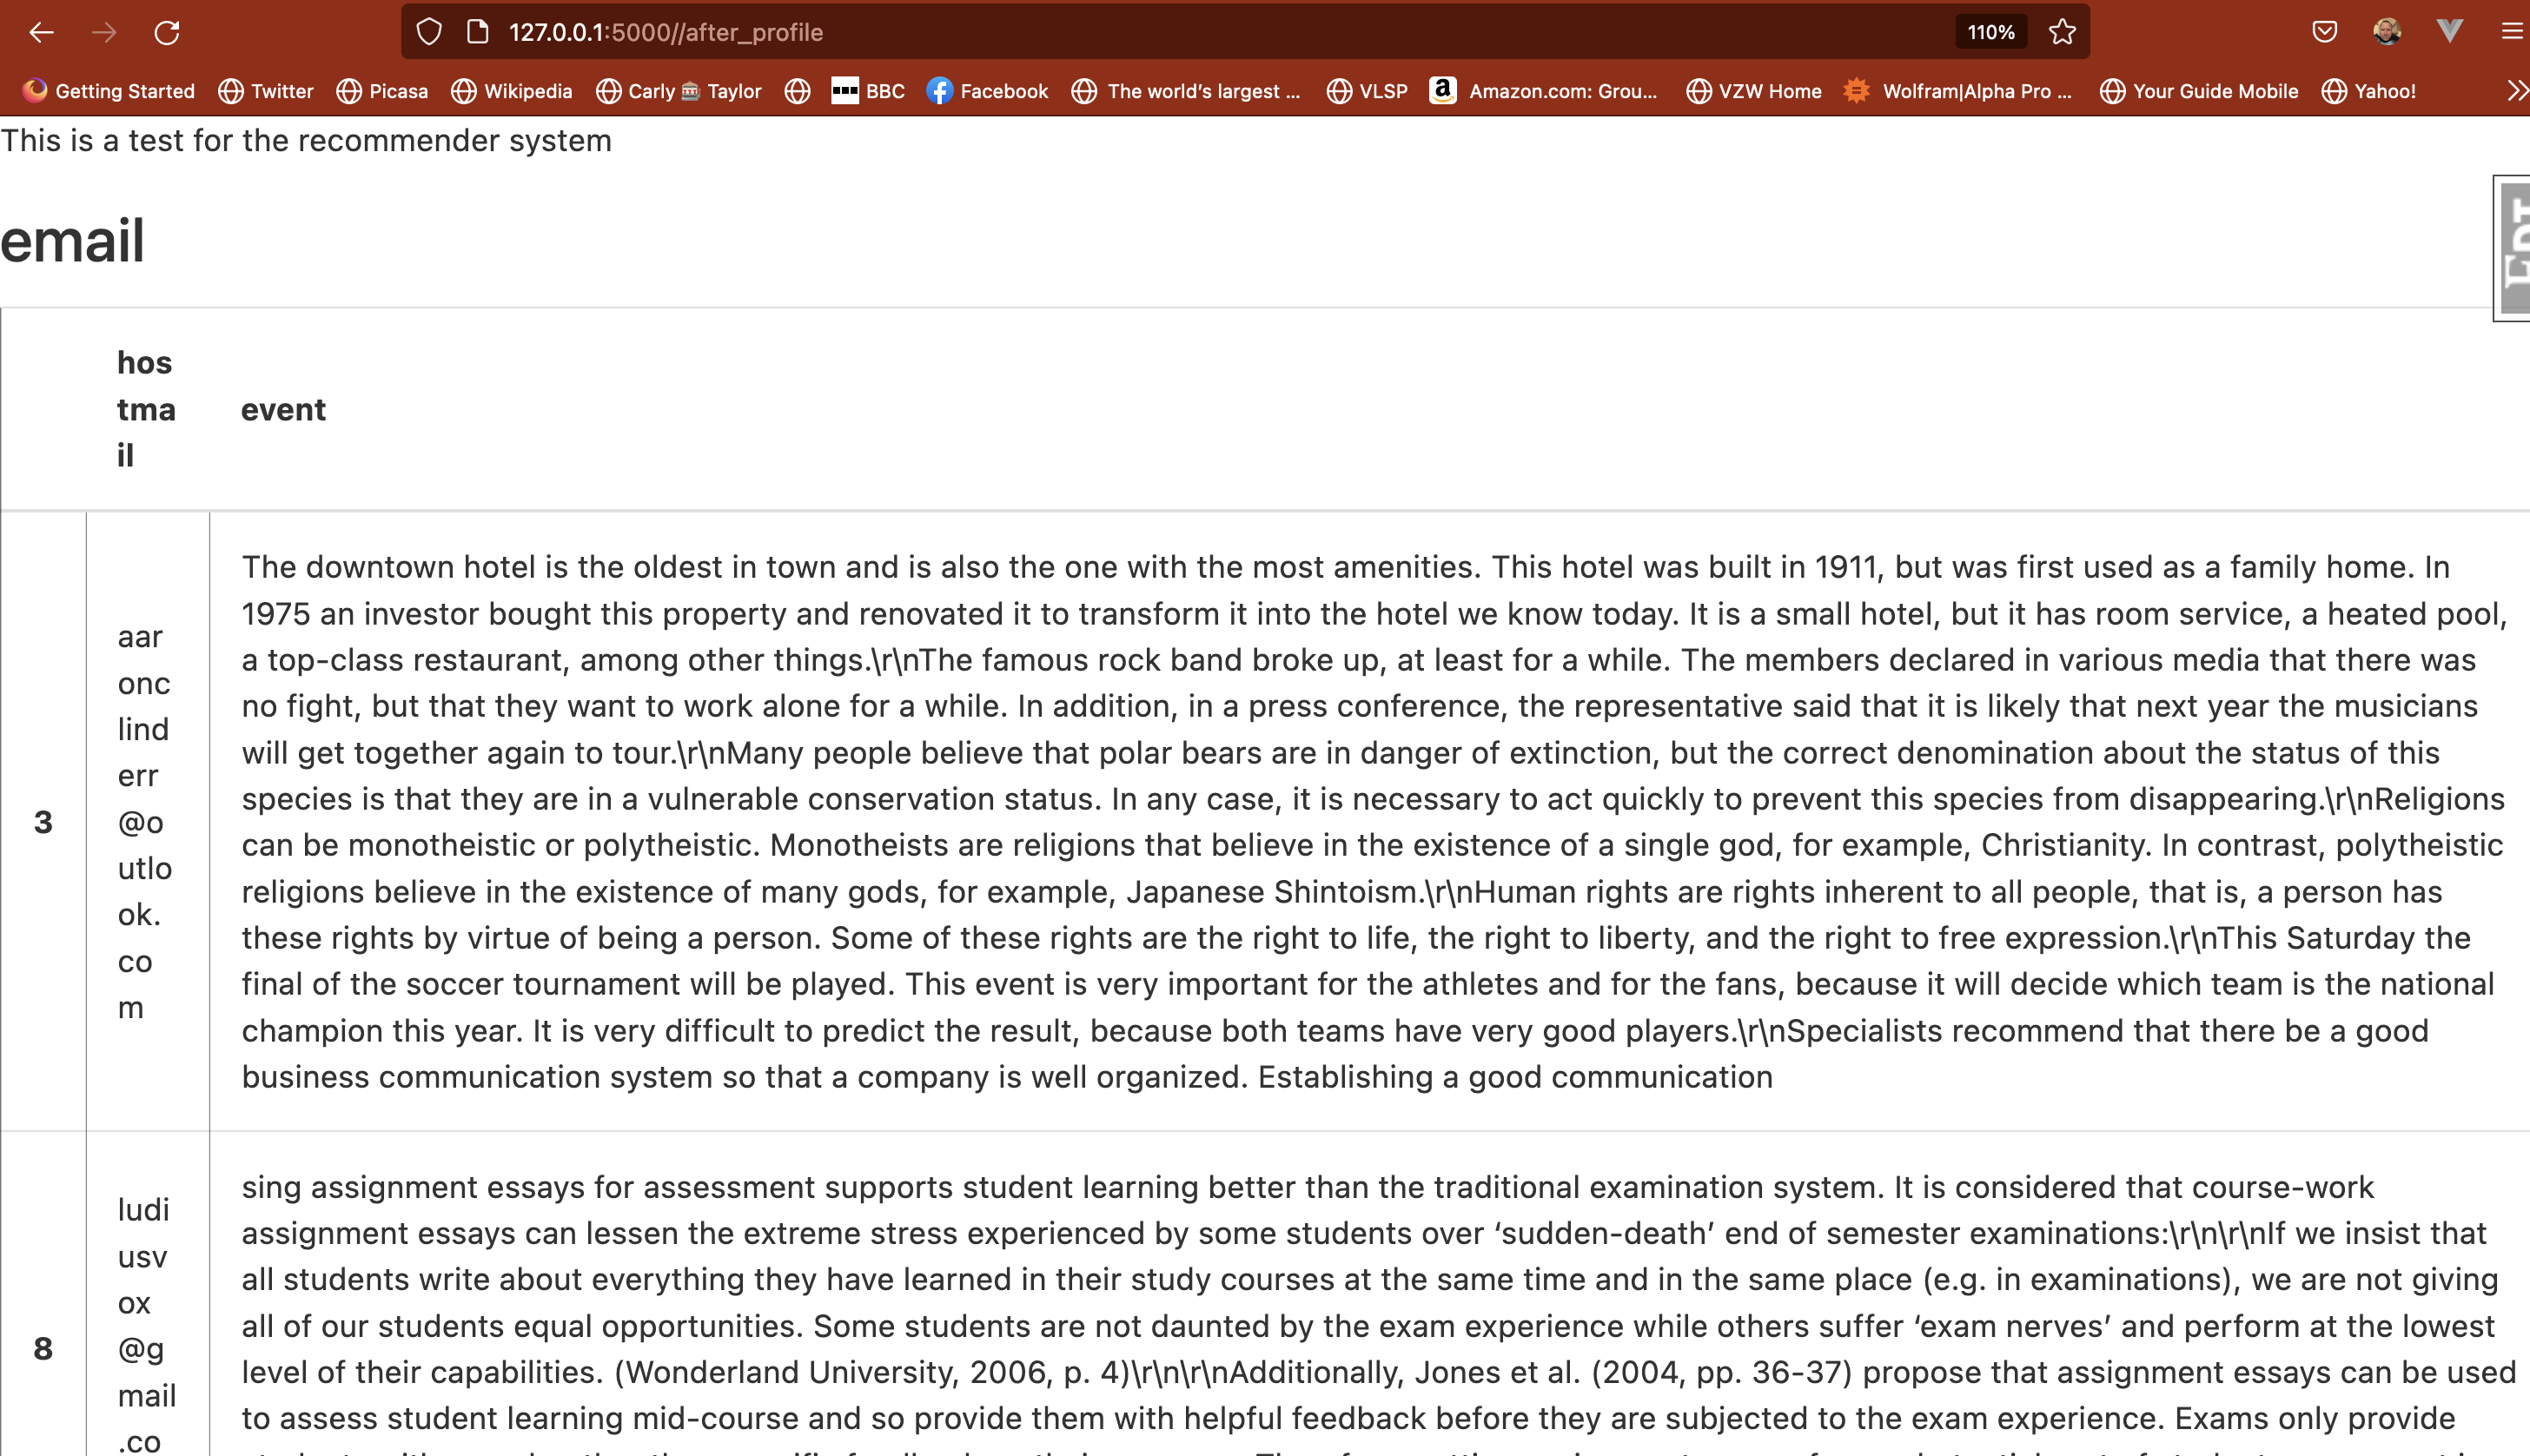 127.0.0.1:5000//after_profile
110%
Getting Started Twitter Picasa Wikipedia Carly 🎰 Taylor BBC Facebook The world's largest ... VLSP Amazon.com: Grou... VZW Home Wolfram|Alpha Pro ... Your Guide Mobile Yahoo!
This is a test for the recommender system
email
hos
tma
il
event
3
aar
onc
lind
err
@o
utlo
ok.
co
m
The downtown hotel is the oldest in town and is also the one with the most amenities. This hotel was built in 1911, but was first used as a family home. In
1975 an investor bought this property and renovated it to transform it into the hotel we know today. It is a small hotel, but it has room service, a heated pool,
a top-class restaurant, among other things.\r\nThe famous rock band broke up, at least for a while. The members declared in various media that there was
no fight, but that they want to work alone for a while. In addition, in a press conference, the representative said that it is likely that next year the musicians
will get together again to tour.\r\nMany people believe that polar bears are in danger of extinction, but the correct denomination about the status of this
species is that they are in a vulnerable conservation status. In any case, it is necessary to act quickly to prevent this species from disappearing.\r\nReligions
can be monotheistic or polytheistic. Monotheists are religions that believe in the existence of a single god, for example, Christianity. In contrast, polytheistic
religions believe in the existence of many gods, for example, Japanese Shintoism.\r\nHuman rights are rights inherent to all people, that is, a person has
these rights by virtue of being a person. Some of these rights are the right to life, the right to liberty, and the right to free expression.\r\nThis Saturday the
final of the soccer tournament will be played. This event is very important for the athletes and for the fans, because it will decide which team is the national
champion this year. It is very difficult to predict the result, because both teams have very good players.\r\nSpecialists recommend that there be a good
business communication system so that a company is well organized. Establishing a good communication
8
ludi
usv
ox
@g
mail
.co
sing assignment essays for assessment supports student learning better than the traditional examination system. It is considered that course-work
assignment essays can lessen the extreme stress experienced by some students over ‘sudden-death’ end of semester examinations:\r\n\r\nIf we insist that
all students write about everything they have learned in their study courses at the same time and in the same place (e.g. in examinations), we are not giving
all of our students equal opportunities. Some students are not daunted by the exam experience while others suffer ‘exam nerves’ and perform at the lowest
level of their capabilities. (Wonderland University, 2006, p. 4)\r\n\r\nAdditionally, Jones et al. (2004, pp. 36-37) propose that assignment essays can be used
to assess student learning mid-course and so provide them with helpful feedback before they are subjected to the exam experience. Exams only provide